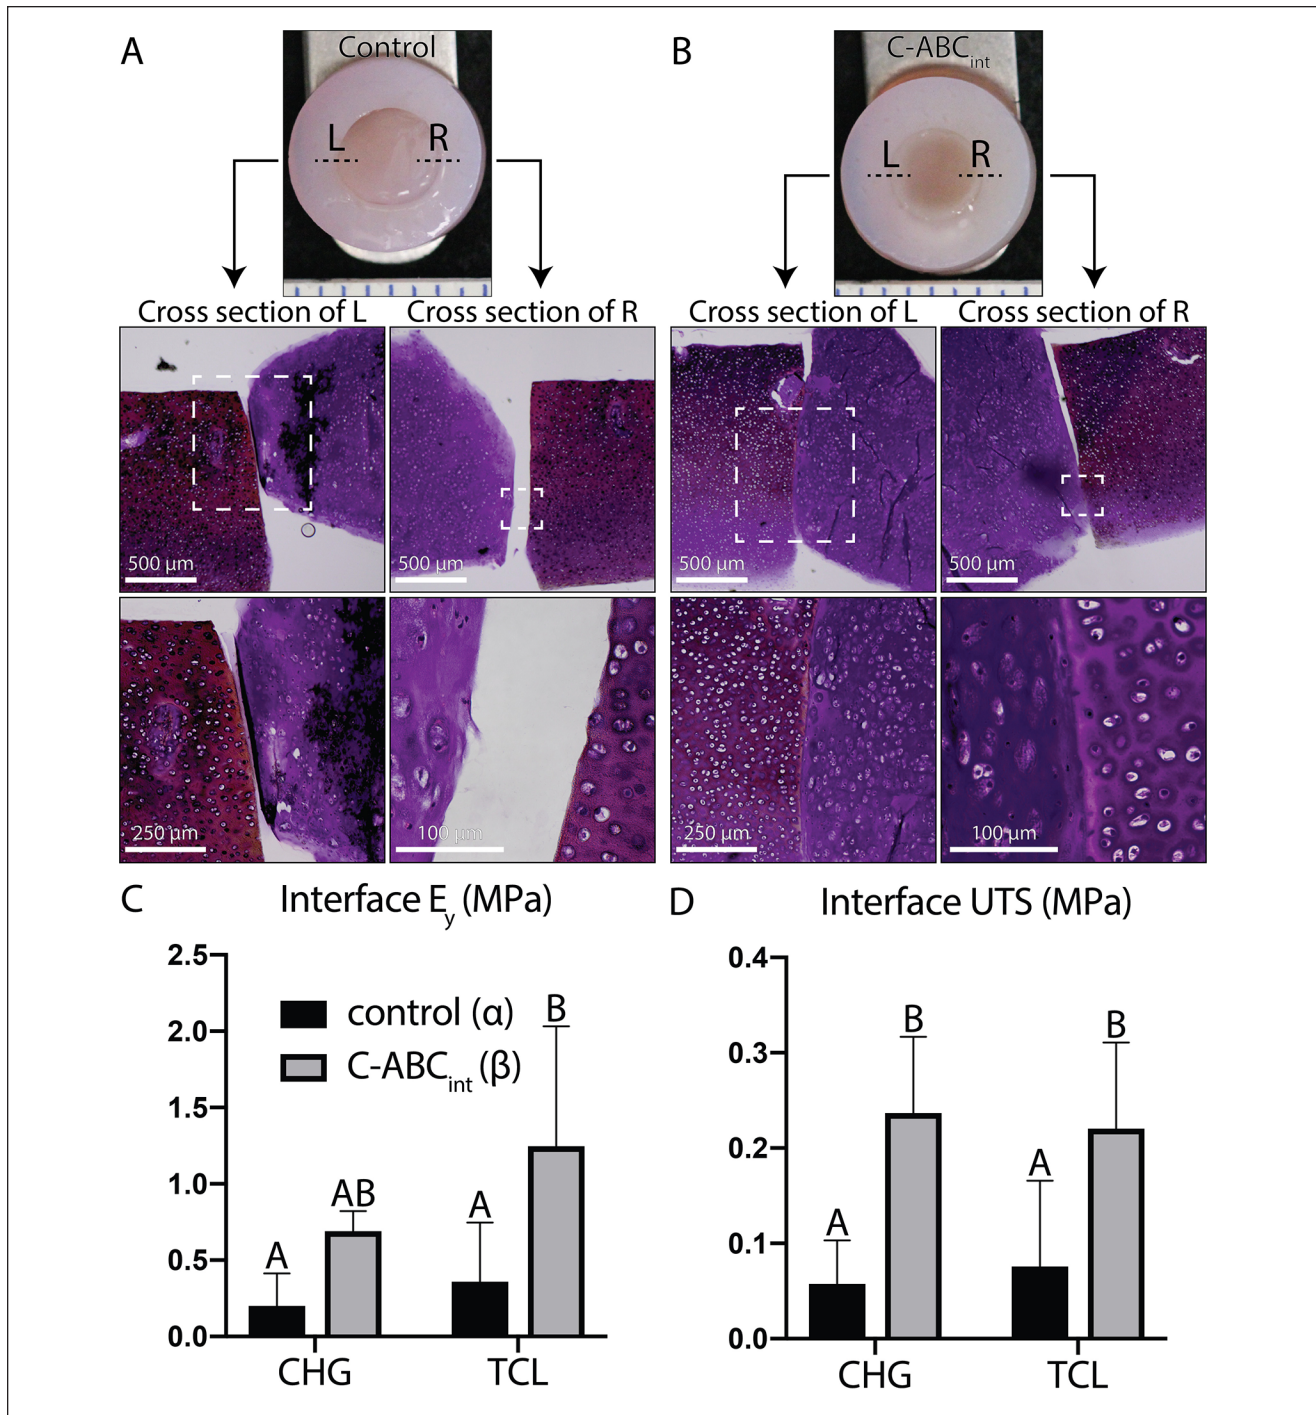 A
Control
L
R
B
C-ABCint
L
R
Cross section of L
Cross section of R
Cross section of L
Cross section of R
500 µm
500 µm
500 µm
500 µm
250 µm
100 µm
250 µm
100 µm
C
Interface Ey (MPa)
2.5
2.0
1.5
1.0
0.5
0.0
control (α)
C-ABCint (β)
A
AB
A
B
CHG
TCL
D
Interface UTS (MPa)
0.4
0.3
0.2
0.1
0.0
A
B
A
B
CHG
TCL